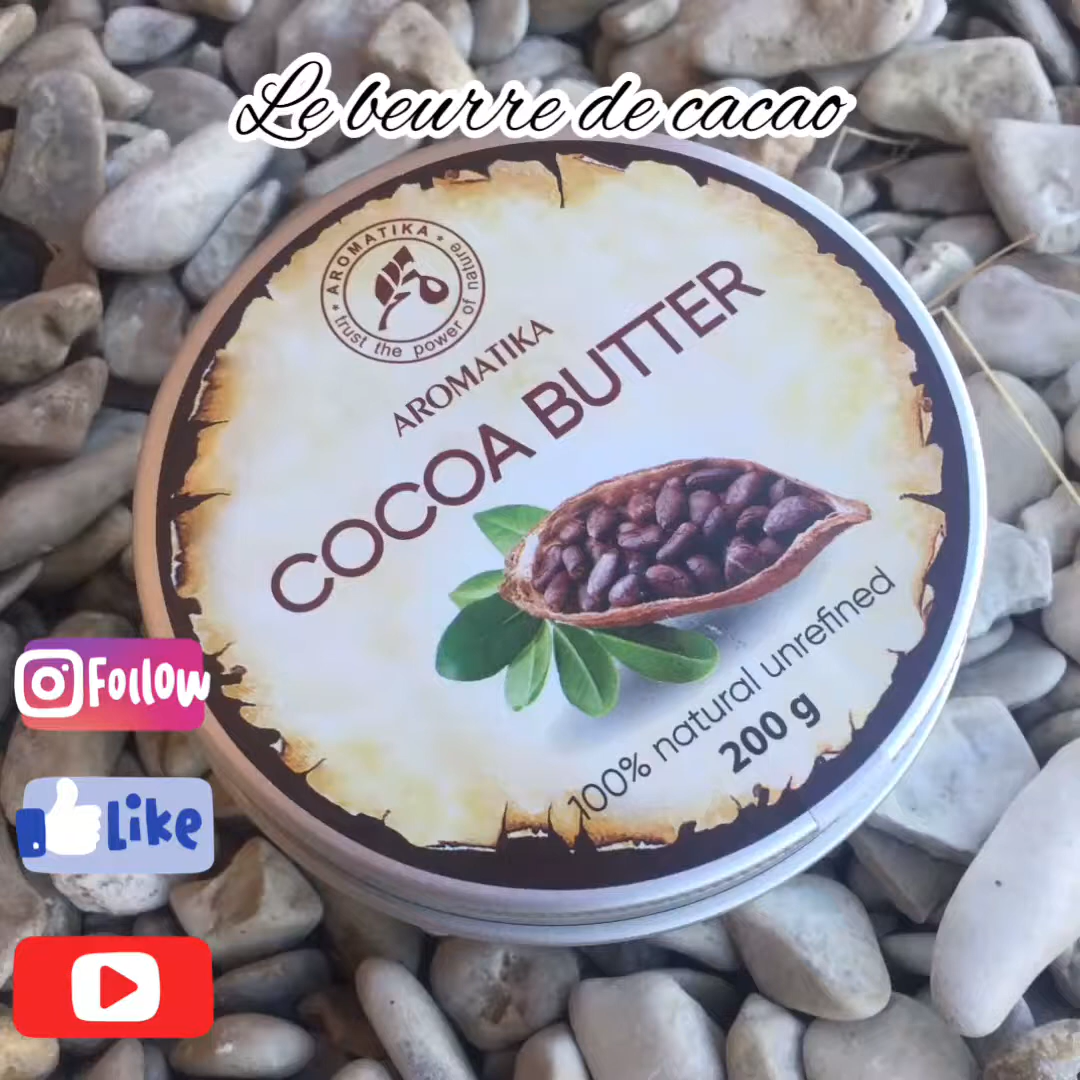 Le beurre de cacao
AROMATIKA
trust the power of nature
AROMATIKA
COCOA BUTTER
100% natural unrefined
200 g
Follow
Like